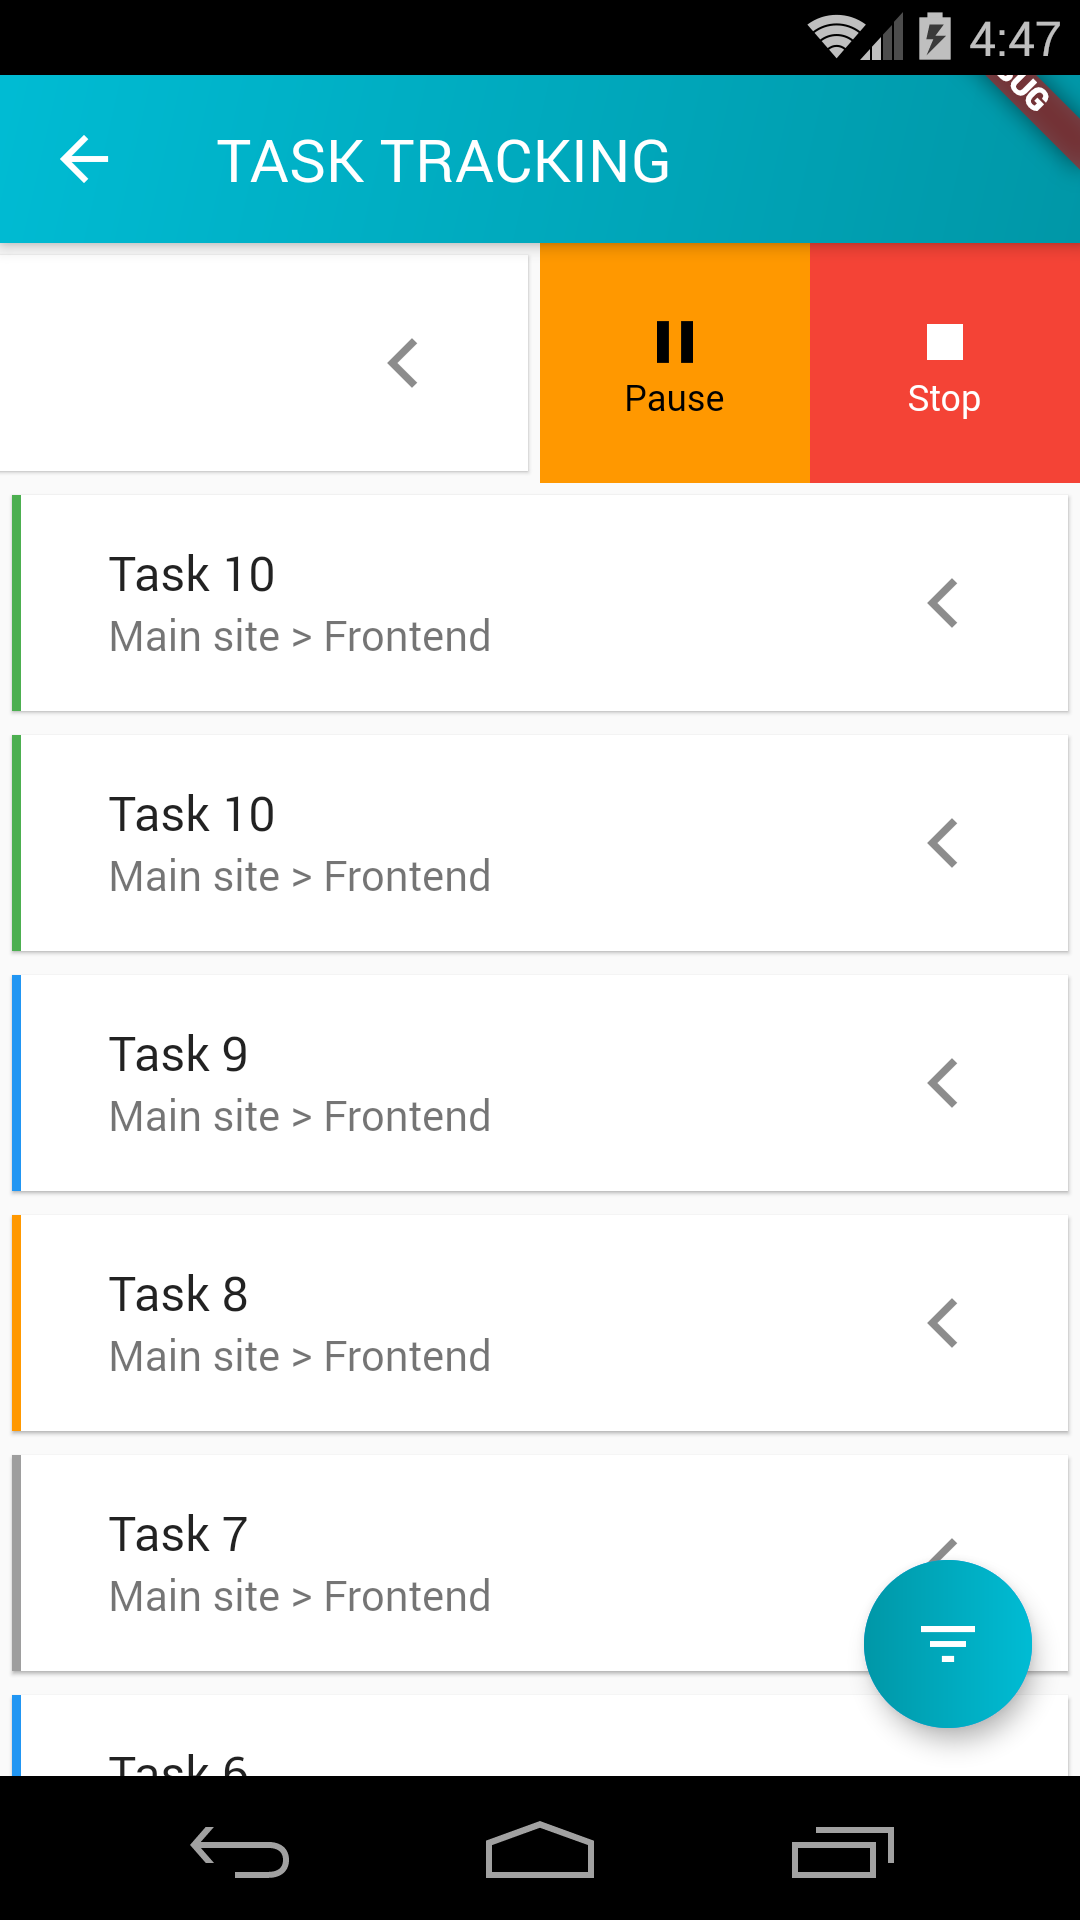 4:47
TASK TRACKING
Pause
Stop
Task 10
Main site > Frontend
Task 10
Main site > Frontend
Task 9
Main site > Frontend
Task 8
Main site > Frontend
Task 7
Main site > Frontend
Task 6